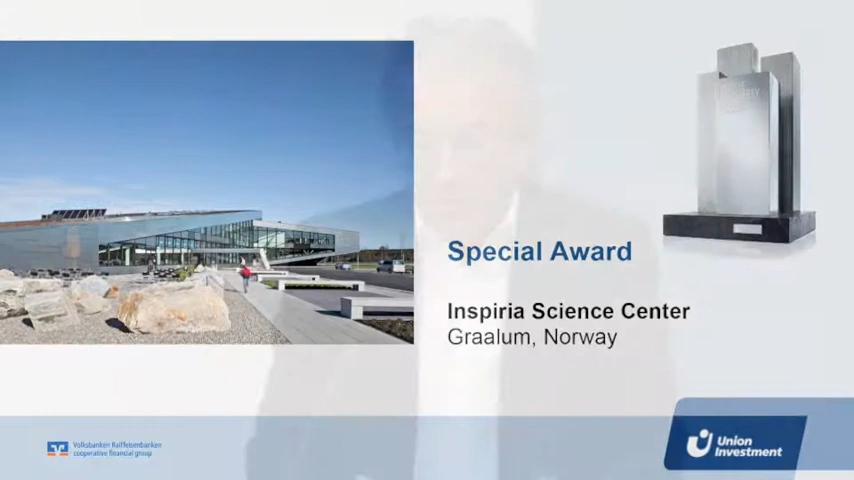 Special Award
Inspiria Science Center
Graalum, Norway
Volksbanken Raiffeisenbanken
cooperative financial group
Union
Investment